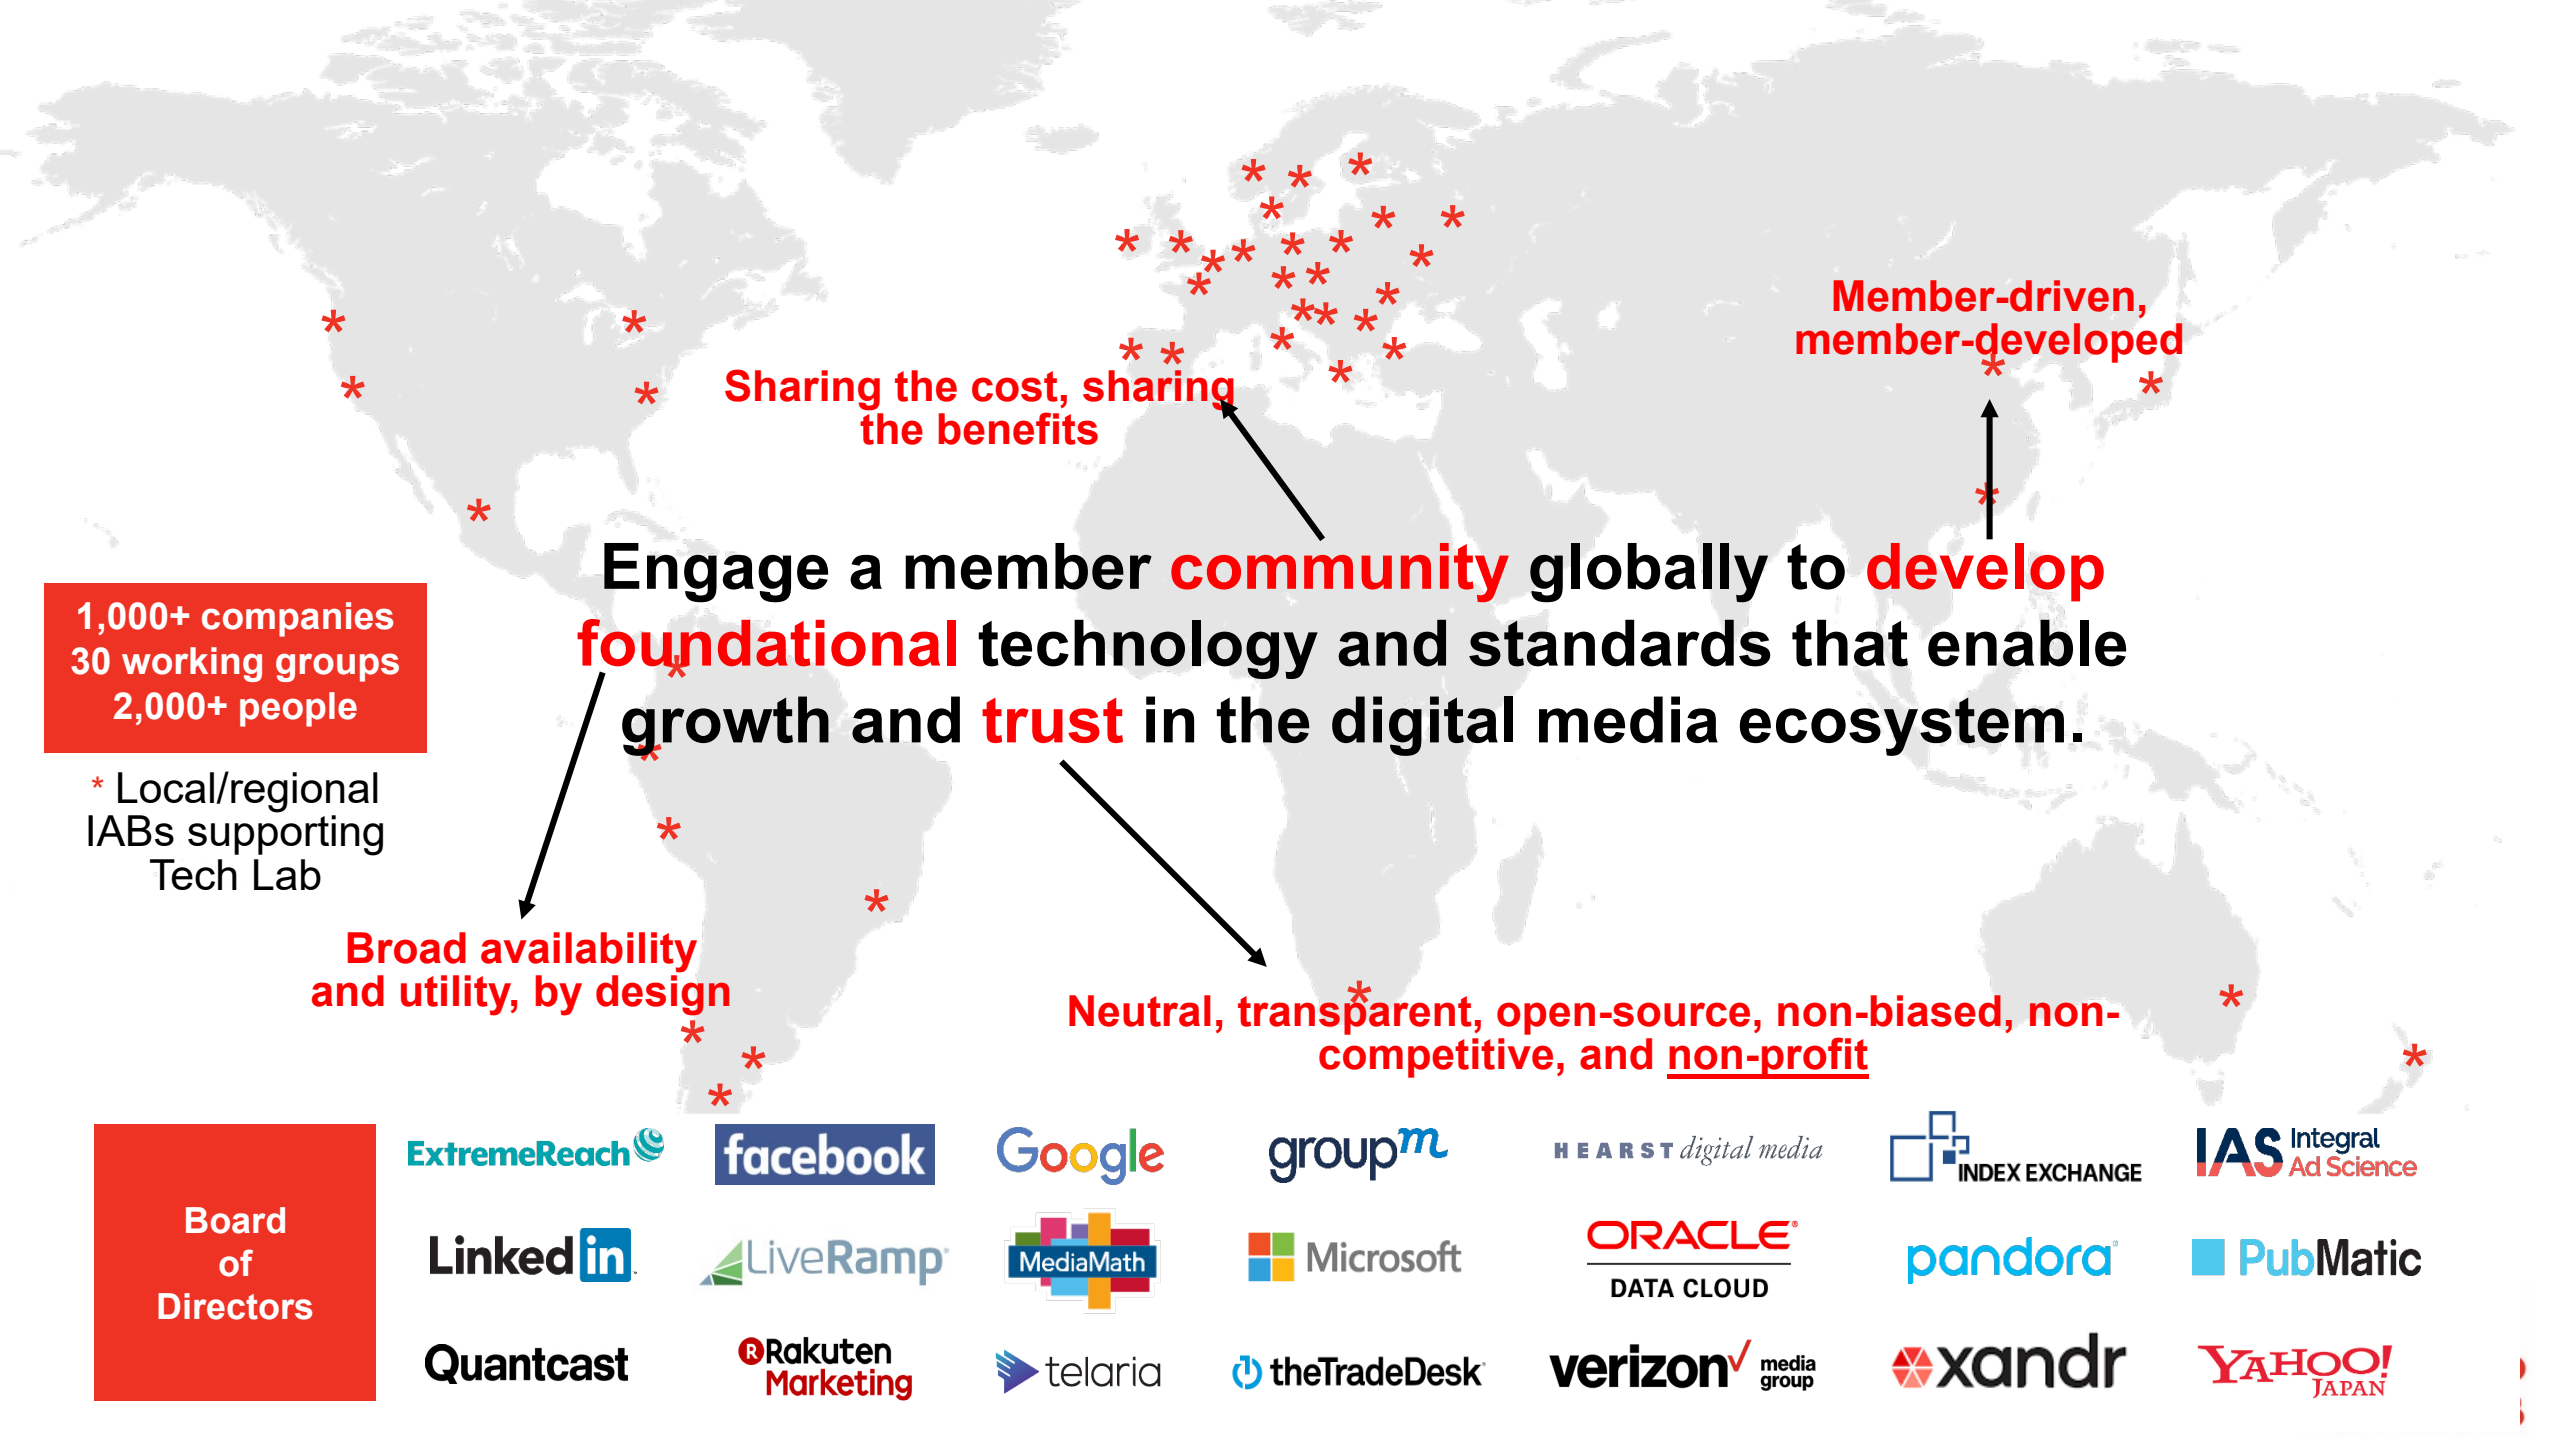 Member-driven,
member-developed
Sharing the cost, sharing
the benefits
Engage a member community globally to develop
foundational technology and standards that enable
growth and trust in the digital media ecosystem.
1,000+ companies
30 working groups
2,000+ people
* Local/regional
IABs supporting
Tech Lab
Broad availability
and utility, by design
Neutral, transparent, open-source, non-biased, non-
competitive, and non-profit
Board
of
Directors
ExtremeReach
facebook
Google
groupm
HEARST digital media
INDEX EXCHANGE
IAS Integral
Ad Science
Linked in
LiveRamp
MediaMath
Microsoft
ORACLE
DATA CLOUD
pandora
PubMatic
Quantcast
R Rakuten
Marketing
telaria
theTradeDesk
verizon media
group
xandr
YAHOO!
JAPAN